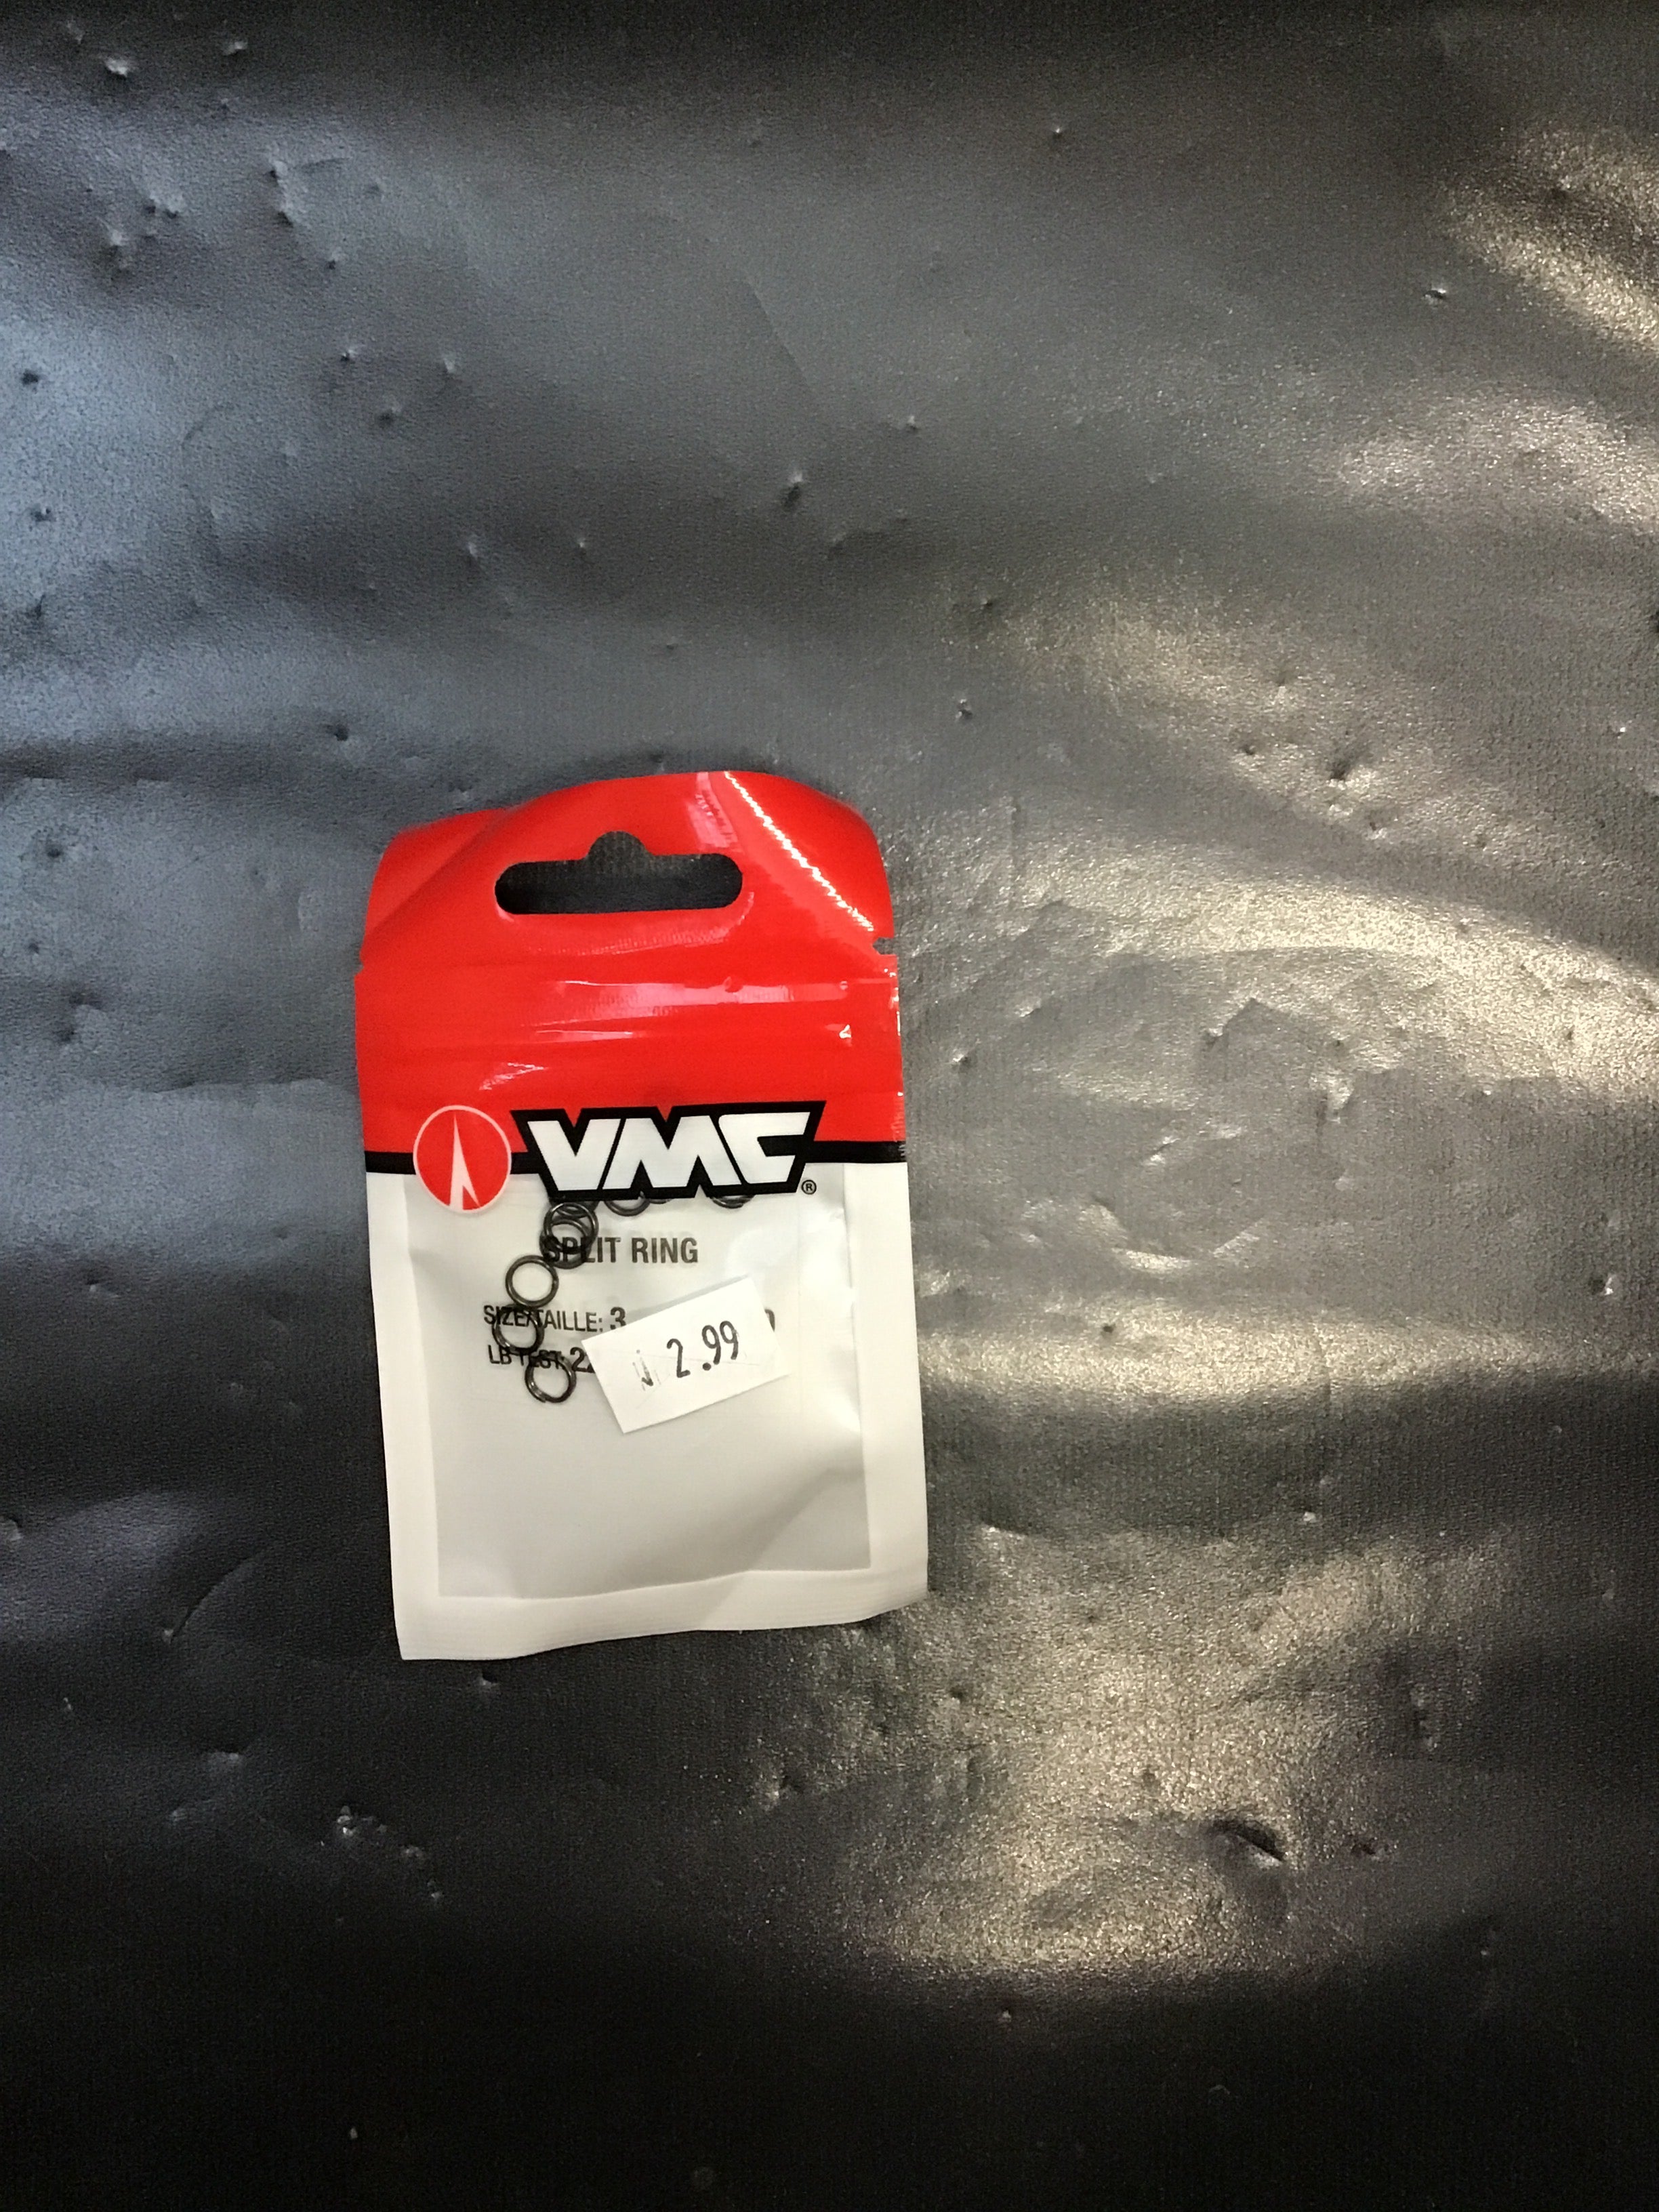 VMC®
SPLIT RING
SIZE/TAILLE: 3
LB TEST:
2.99